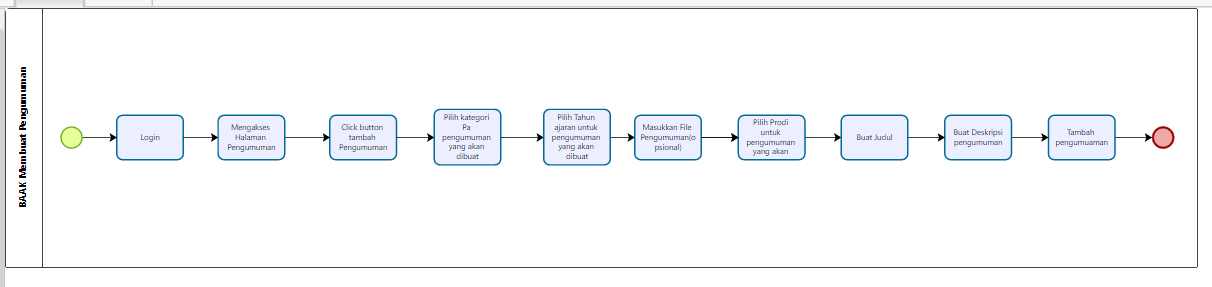 BAAK Membuat Pengumuman
Login
Mengakses
Halaman
Pengumuman
Click button
tambah
Pengumuman
Pilih kategori
Pa
pengumuman
yang akan
dibuat
Pilih Tahun
ajaran untuk
pengumuman
yang akan
dibuat
Masukkan File
Pengumuman(o
psional)
Pilih Prodi
untuk
pengumuman
yang akan
Buat Judul
Buat Deskripsi
pengumuman
Tambah
pengumuaman